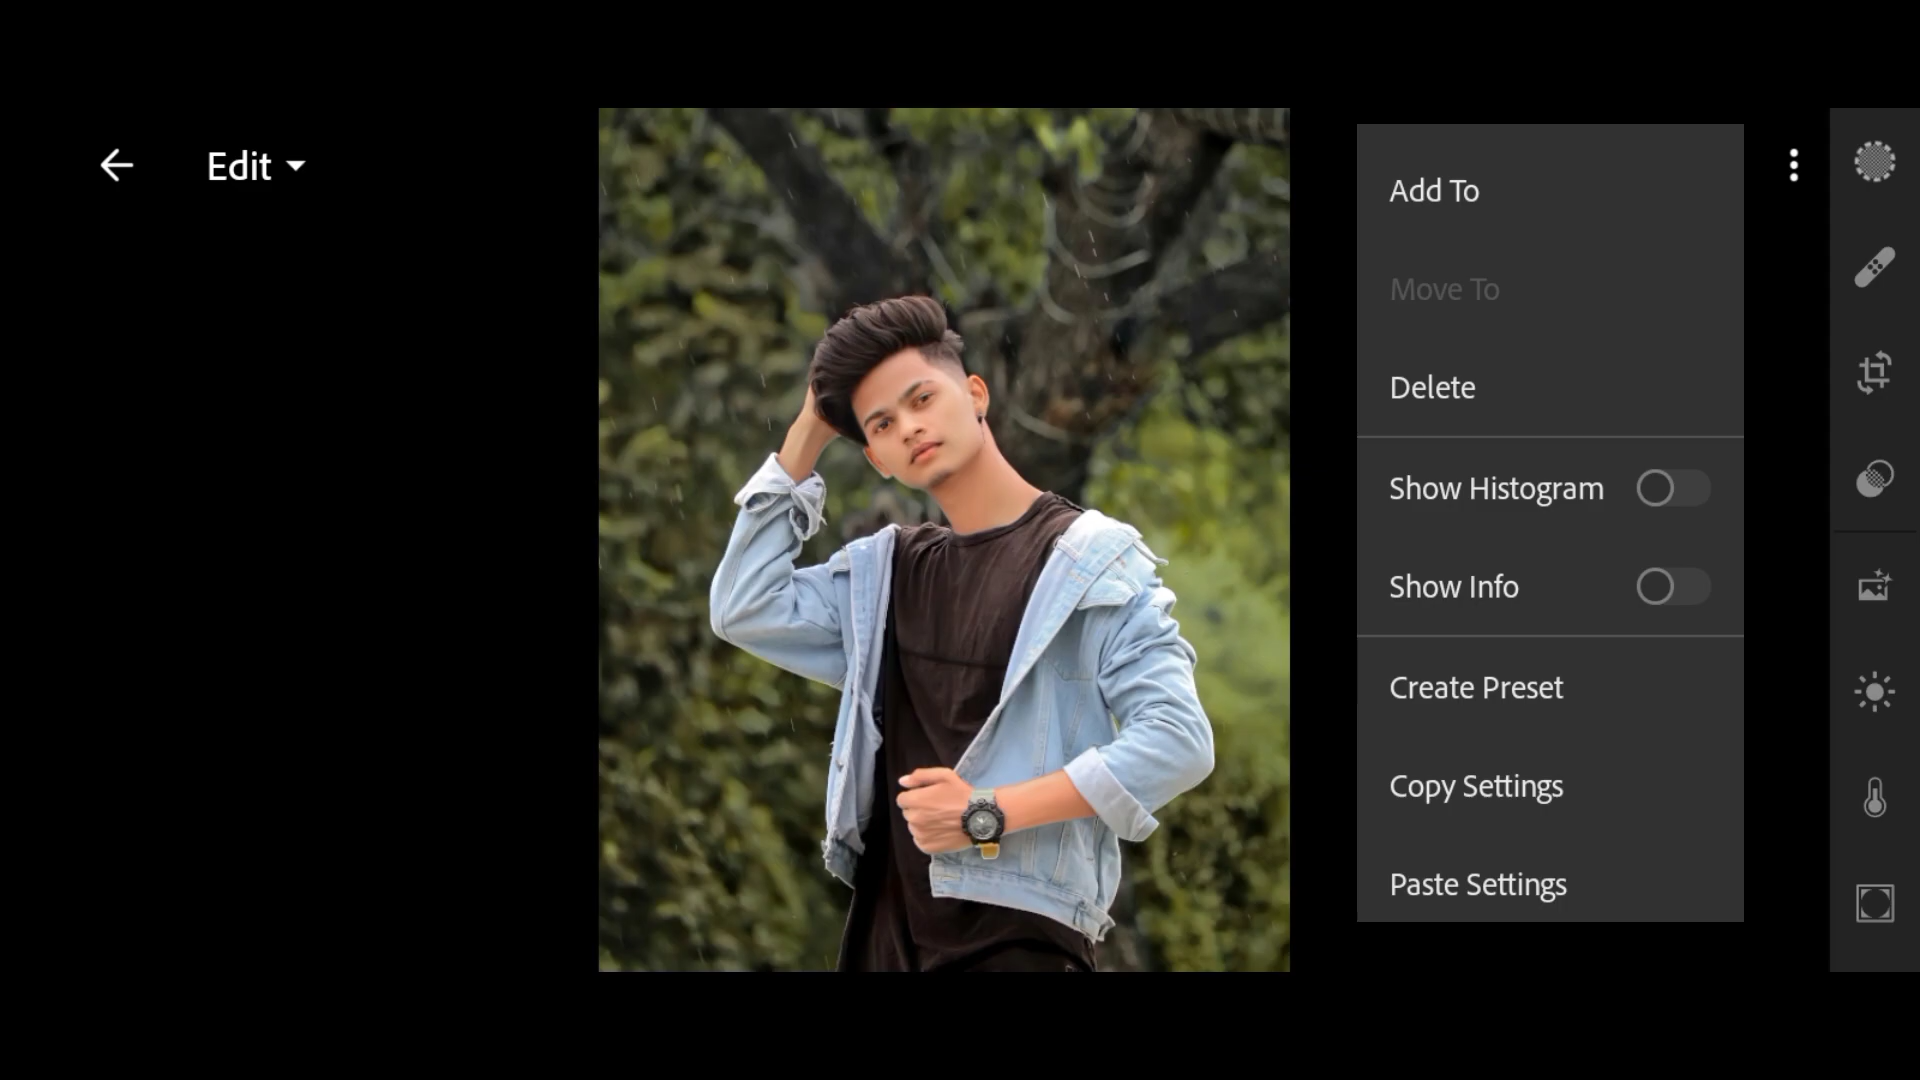 Edit
Add To
Move To
Delete
Show Histogram
Show Info
Create Preset
Copy Settings
Paste Settings